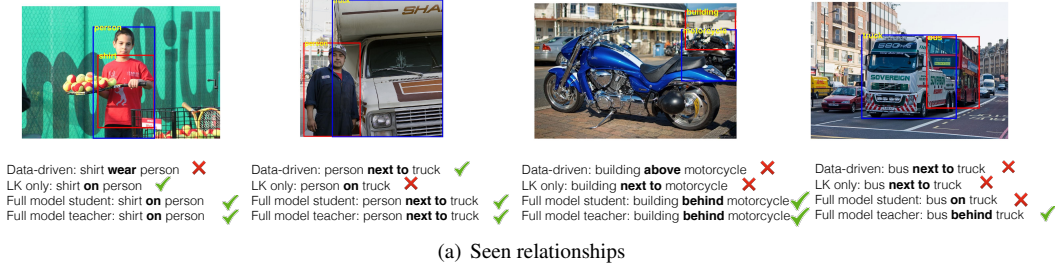 person
shirt
SHA
building
motorcycle
truck
bus
SOVEREIGN
Data-driven: shirt wear person
LK only: shirt on person
Full model student: shirt on person
Full model teacher: shirt on person
Data-driven: person next to truck
LK only: person on truck
Full model student: person next to truck
Full model teacher: person next to truck
Data-driven: building above motorcycle
LK only: building next to motorcycle
Full model student: building behind motorcycle
Full model teacher: building behind motorcycle
Data-driven: bus next to truck
LK only: bus next to truck
Full model student: bus on truck
Full model teacher: bus behind truck
(a) Seen relationships